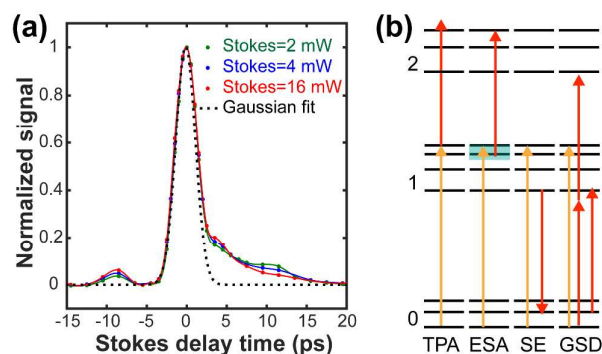 (a)
Normalized signal
1
0.8
0.6
0.4
0.2
0
-15 -10 -5 0 5 10 15 20
Stokes delay time (ps)
Stokes=2 mW
Stokes=4 mW
Stokes=16 mW
Gaussian fit
(b)
2
1
0
TPA ESA SE GSD